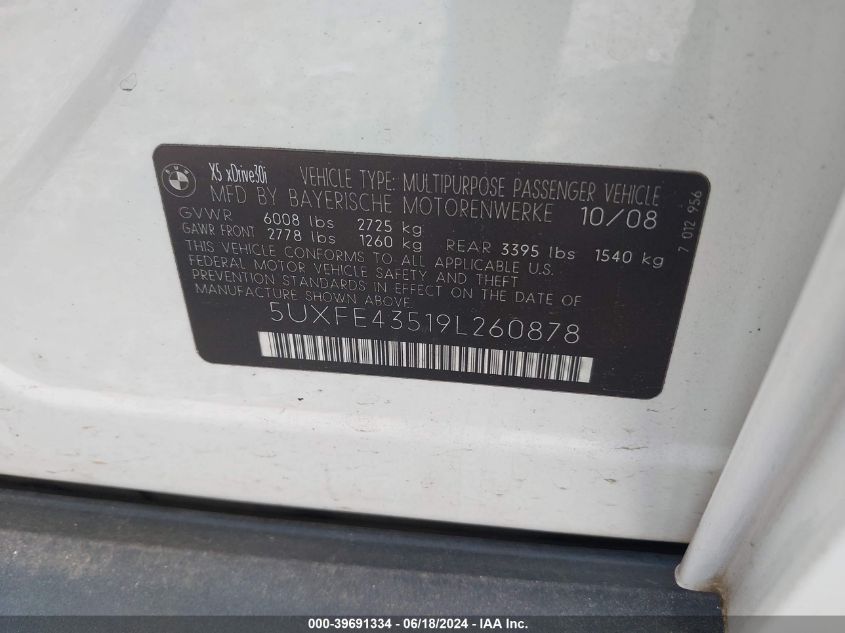 BMW
X5 xDrive30i VEHICLE TYPE: MULTIPURPOSE PASSENGER VEHICLE
MFD BY BAYERISCHE MOTORENWERKE 10/08
GVWR 6008 lbs 2725 kg
GAWR FRONT 2778 lbs 1260 kg REAR 3395 lbs 1540 kg
THIS VEHICLE CONFORMS TO ALL APPLICABLE U.S.
FEDERAL MOTOR VEHICLE SAFETY AND THEFT
PREVENTION STANDARDS IN EFFECT ON THE DATE OF
MANUFACTURE SHOWN ABOVE.
5UXFE43519L260878
7 012 956
000-39691334 / 06/18/2024 / IAA, Inc.